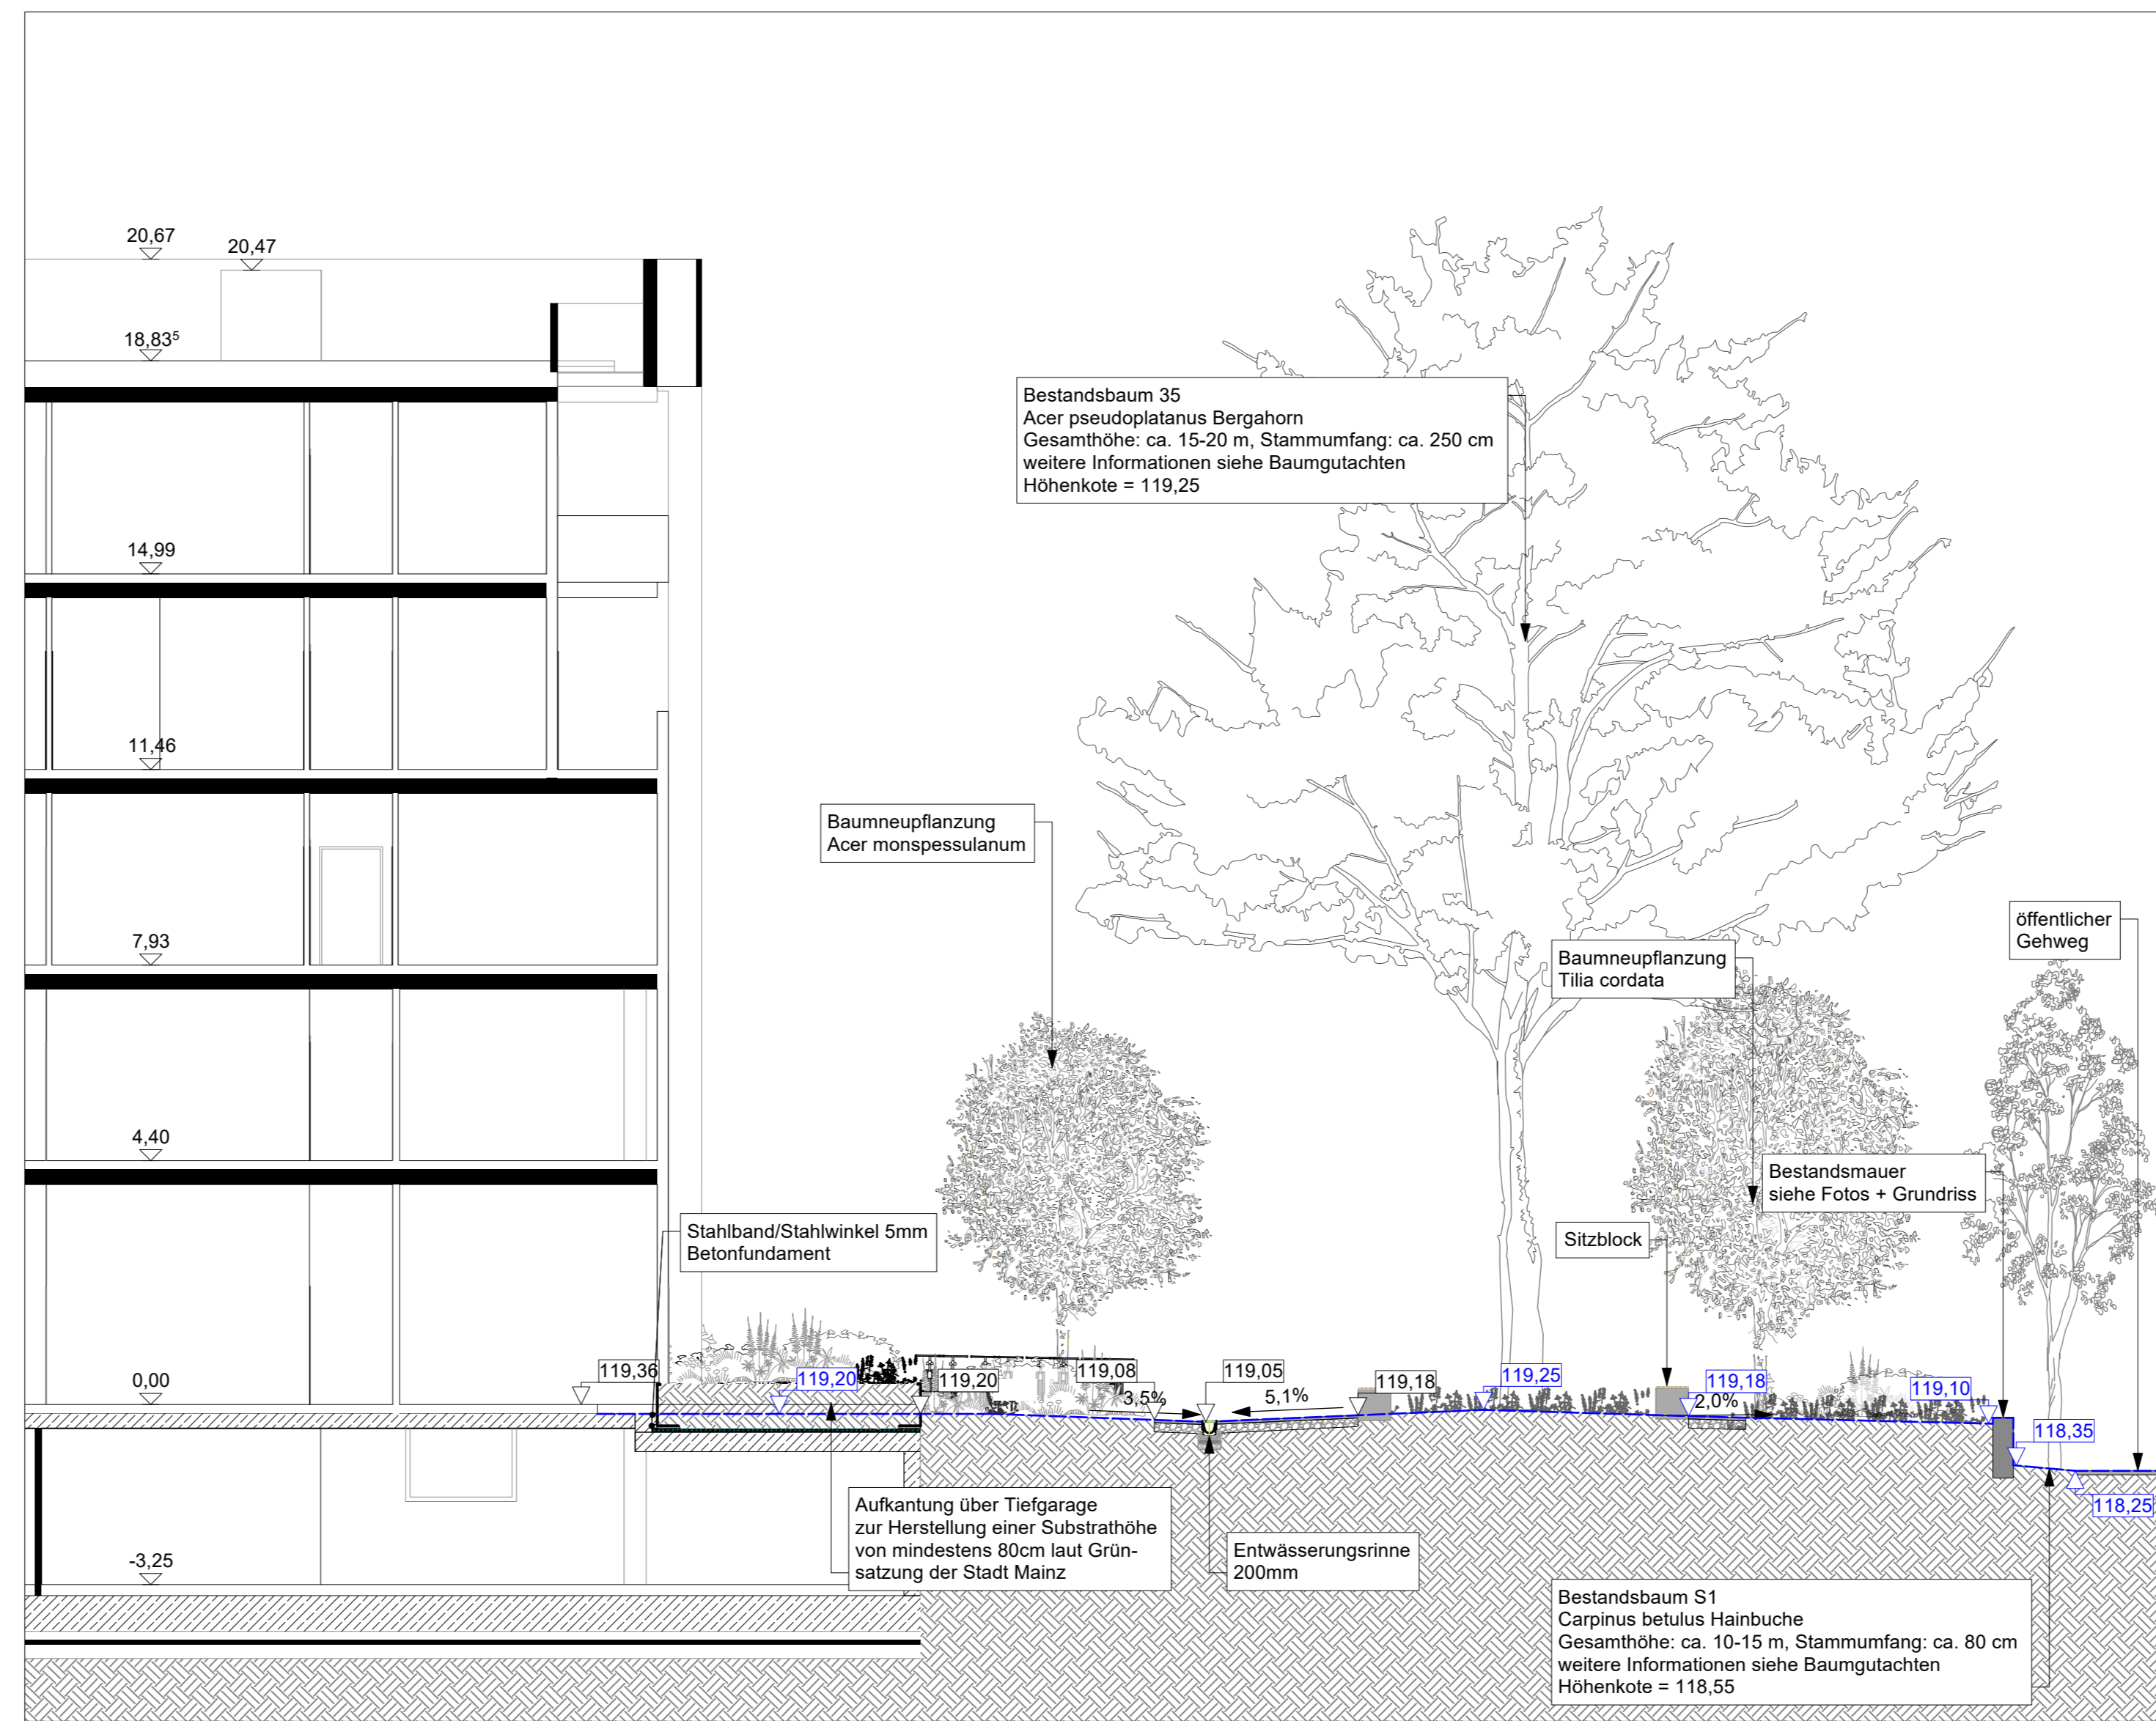 20,67
20,47
18,83⁵
14,99
11,46
7,93
4,40
0,00
-3,25
Bestandsbaum 35
Acer pseudoplatanus Bergahorn
Gesamthöhe: ca. 15-20 m, Stammumfang: ca. 250 cm
weitere Informationen siehe Baumgutachten
Höhenkote = 119,25
Baumneupflanzung
Acer monspessulanum
öffentlicher
Gehweg
Baumneupflanzung
Tilia cordata
Bestandsmauer
siehe Fotos + Grundriss
Stahlband/Stahlwinkel 5mm
Betonfundament
Sitzblock
119,36
119,20
119,20
119,08
3,5%
119,05
5,1%
119,18
119,25
119,18
2,0%
119,10
118,35
118,25
Aufkantung über Tiefgarage
zur Herstellung einer Substrathöhe
von mindestens 80cm laut Grün-
satzung der Stadt Mainz
Entwässerungsrinne
200mm
Bestandsbaum S1
Carpinus betulus Hainbuche
Gesamthöhe: ca. 10-15 m, Stammumfang: ca. 80 cm
weitere Informationen siehe Baumgutachten
Höhenkote = 118,55